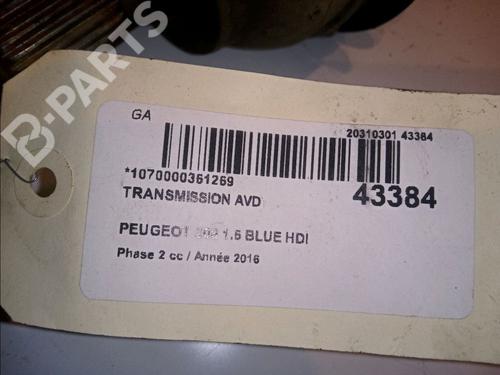 B-PARTS
GA
20310301 43384
*1070000361269
43384
TRANSMISSION AVD
PEUGEOT 1.6 BLUE HDI
Phase 2 cc / Année 2016